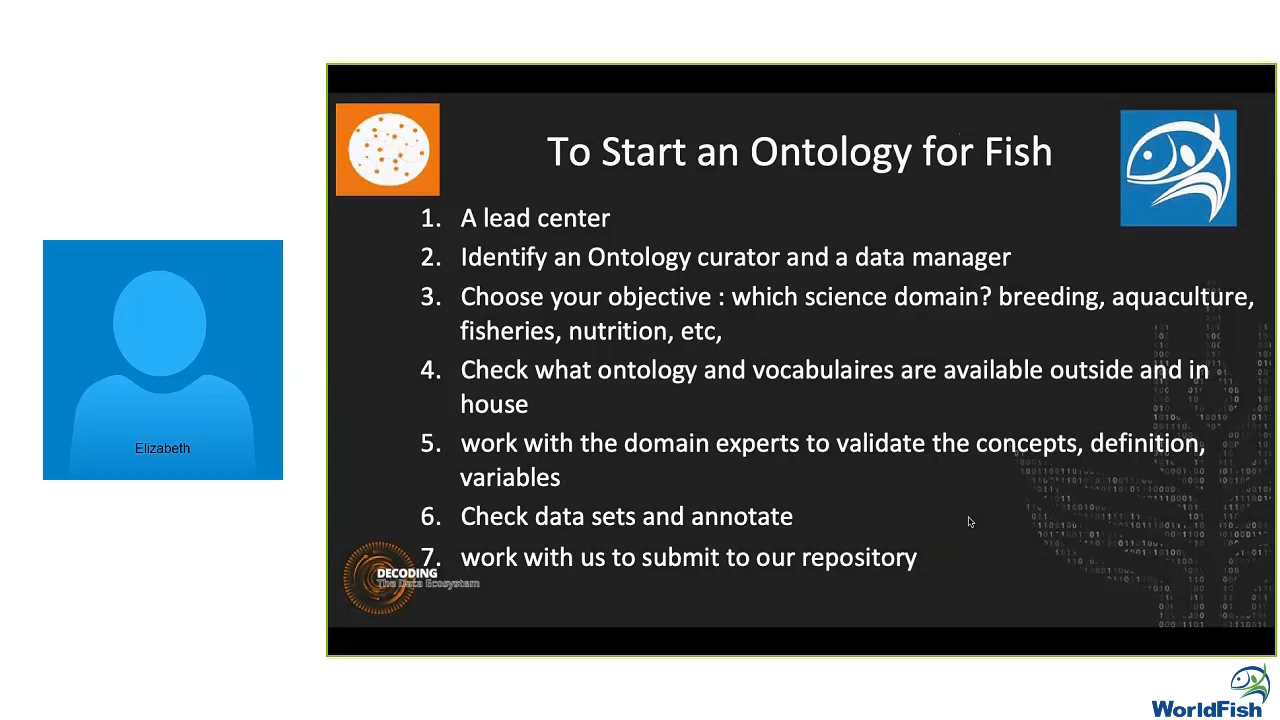 To Start an Ontology for Fish
1. A lead center
2. Identify an Ontology curator and a data manager
3. Choose your objective : which science domain? breeding, aquaculture,
fisheries, nutrition, etc,
4. Check what ontology and vocabulaires are available outside and in
house
5. work with the domain experts to validate the concepts, definition,
variables
6. Check data sets and annotate
7. work with us to submit to our repository
DECODING
The Data Ecosystem
Elizabeth
WorldFish